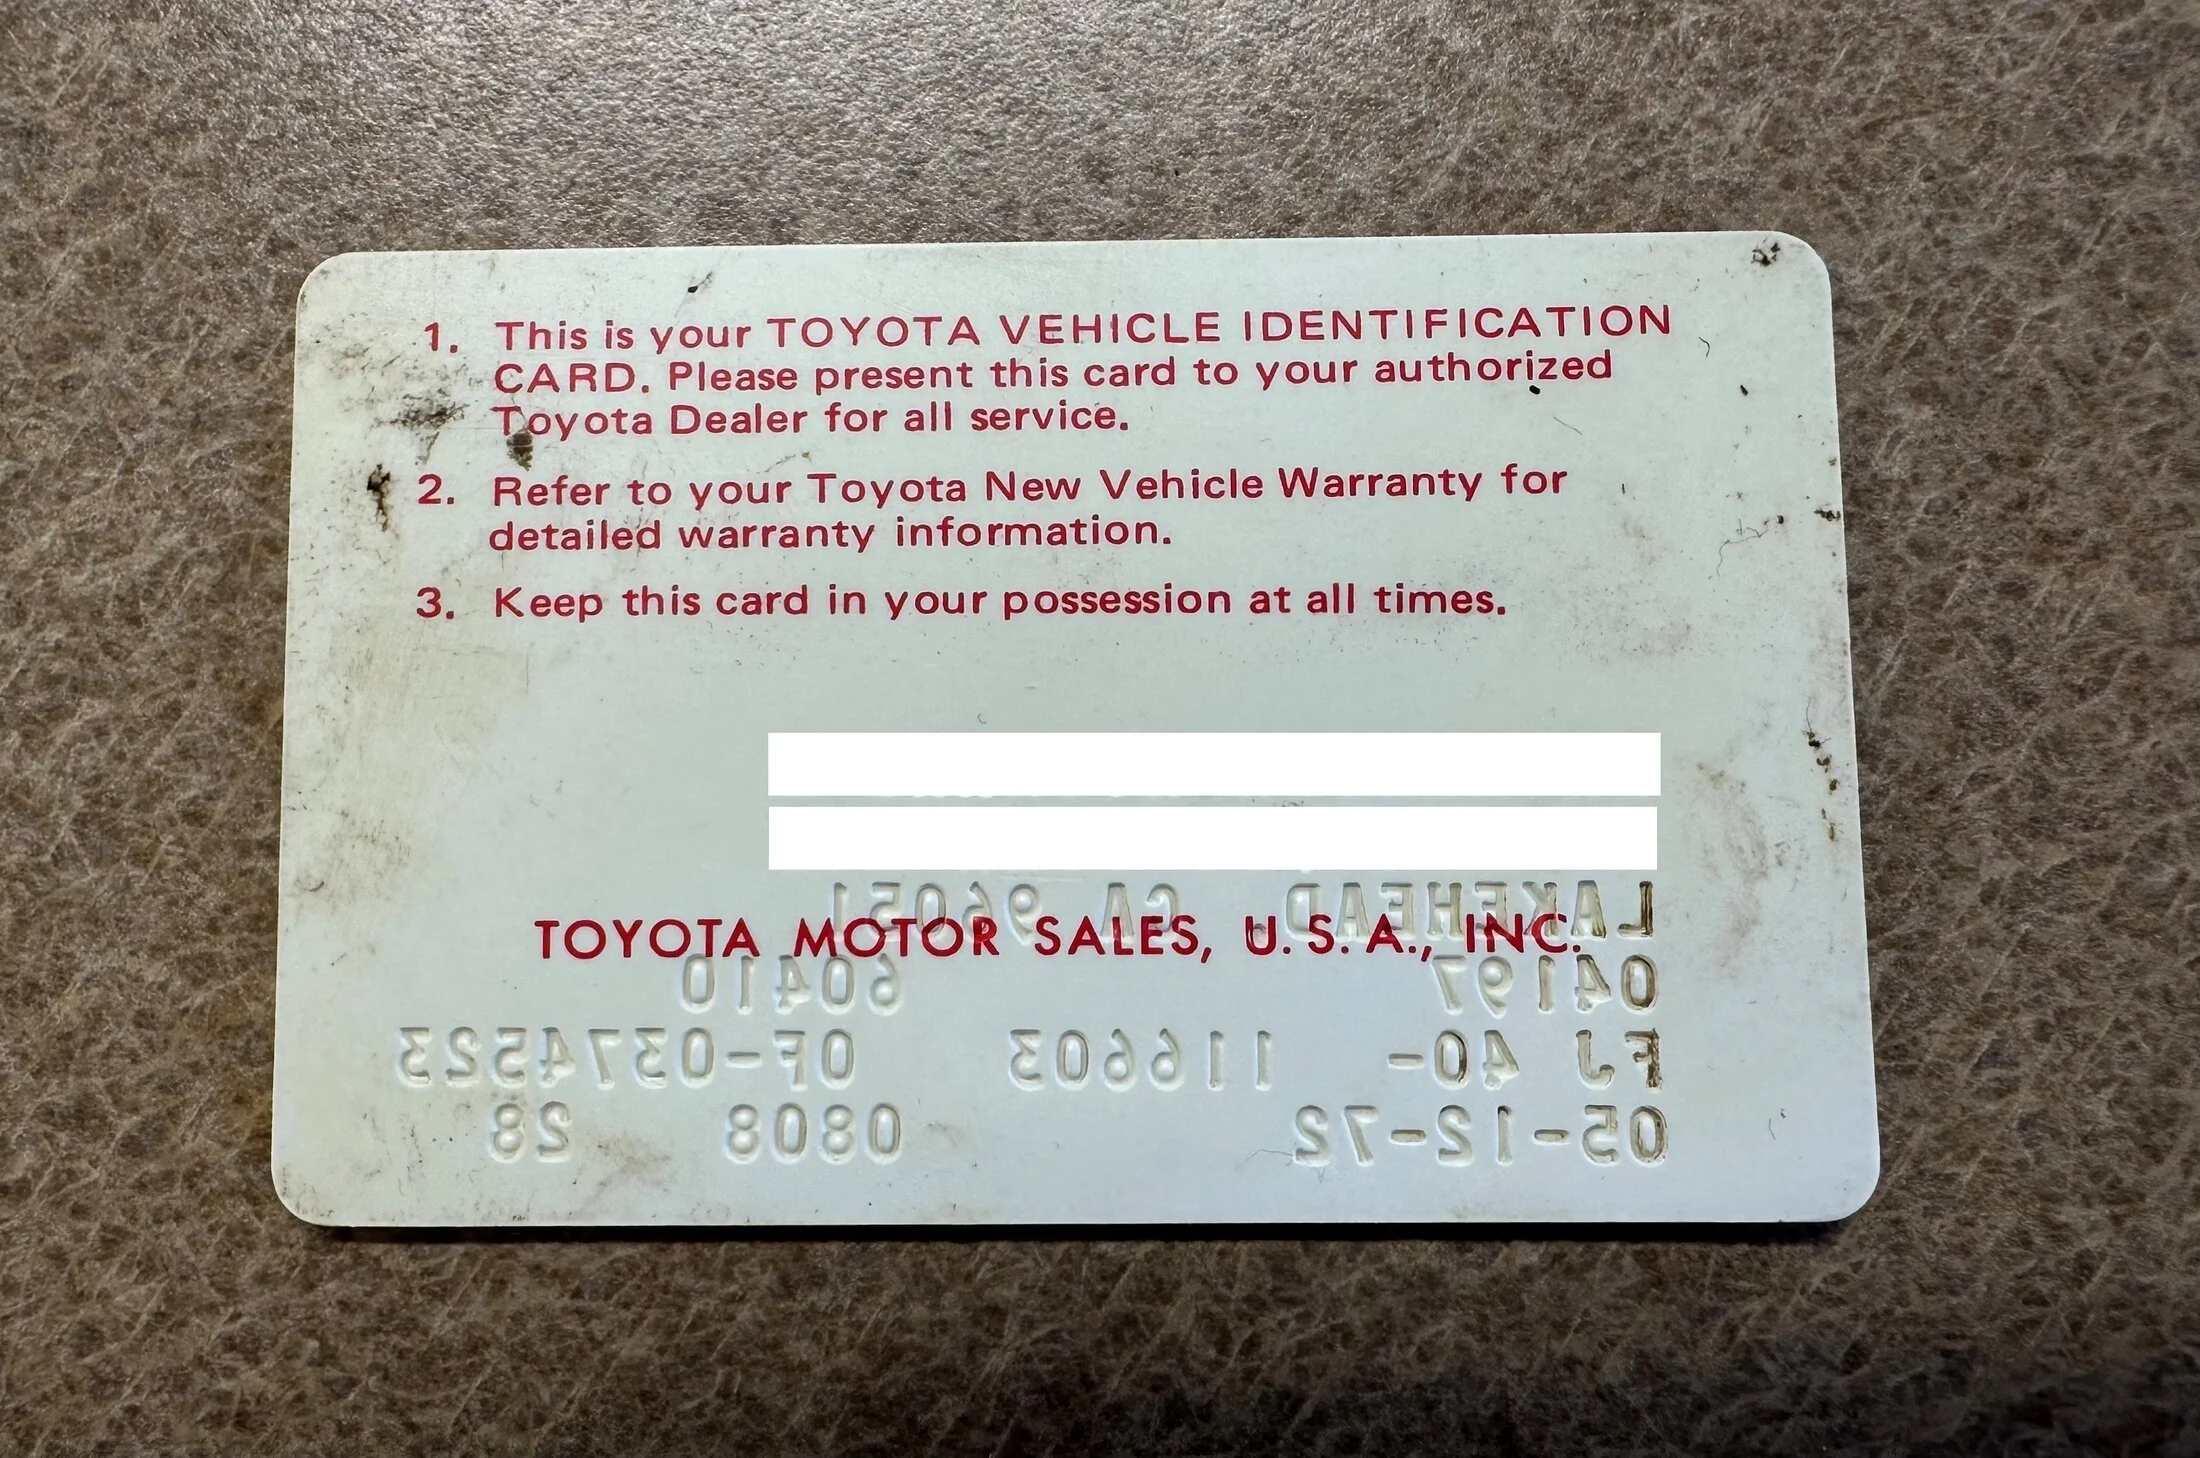 1. This is your TOYOTA VEHICLE IDENTIFICATION
CARD. Please present this card to your authorized
Toyota Dealer for all service.
2. Refer to your Toyota New Vehicle Warranty for
detailed warranty information.
3. Keep this card in your possession at all times.
LAKEHEAD, CA 96051
TOYOTA MOTOR SALES, U.S.A., INC.
04197 60410
FJ 40- 116603 0F-0374523
05-12-72 0808 28